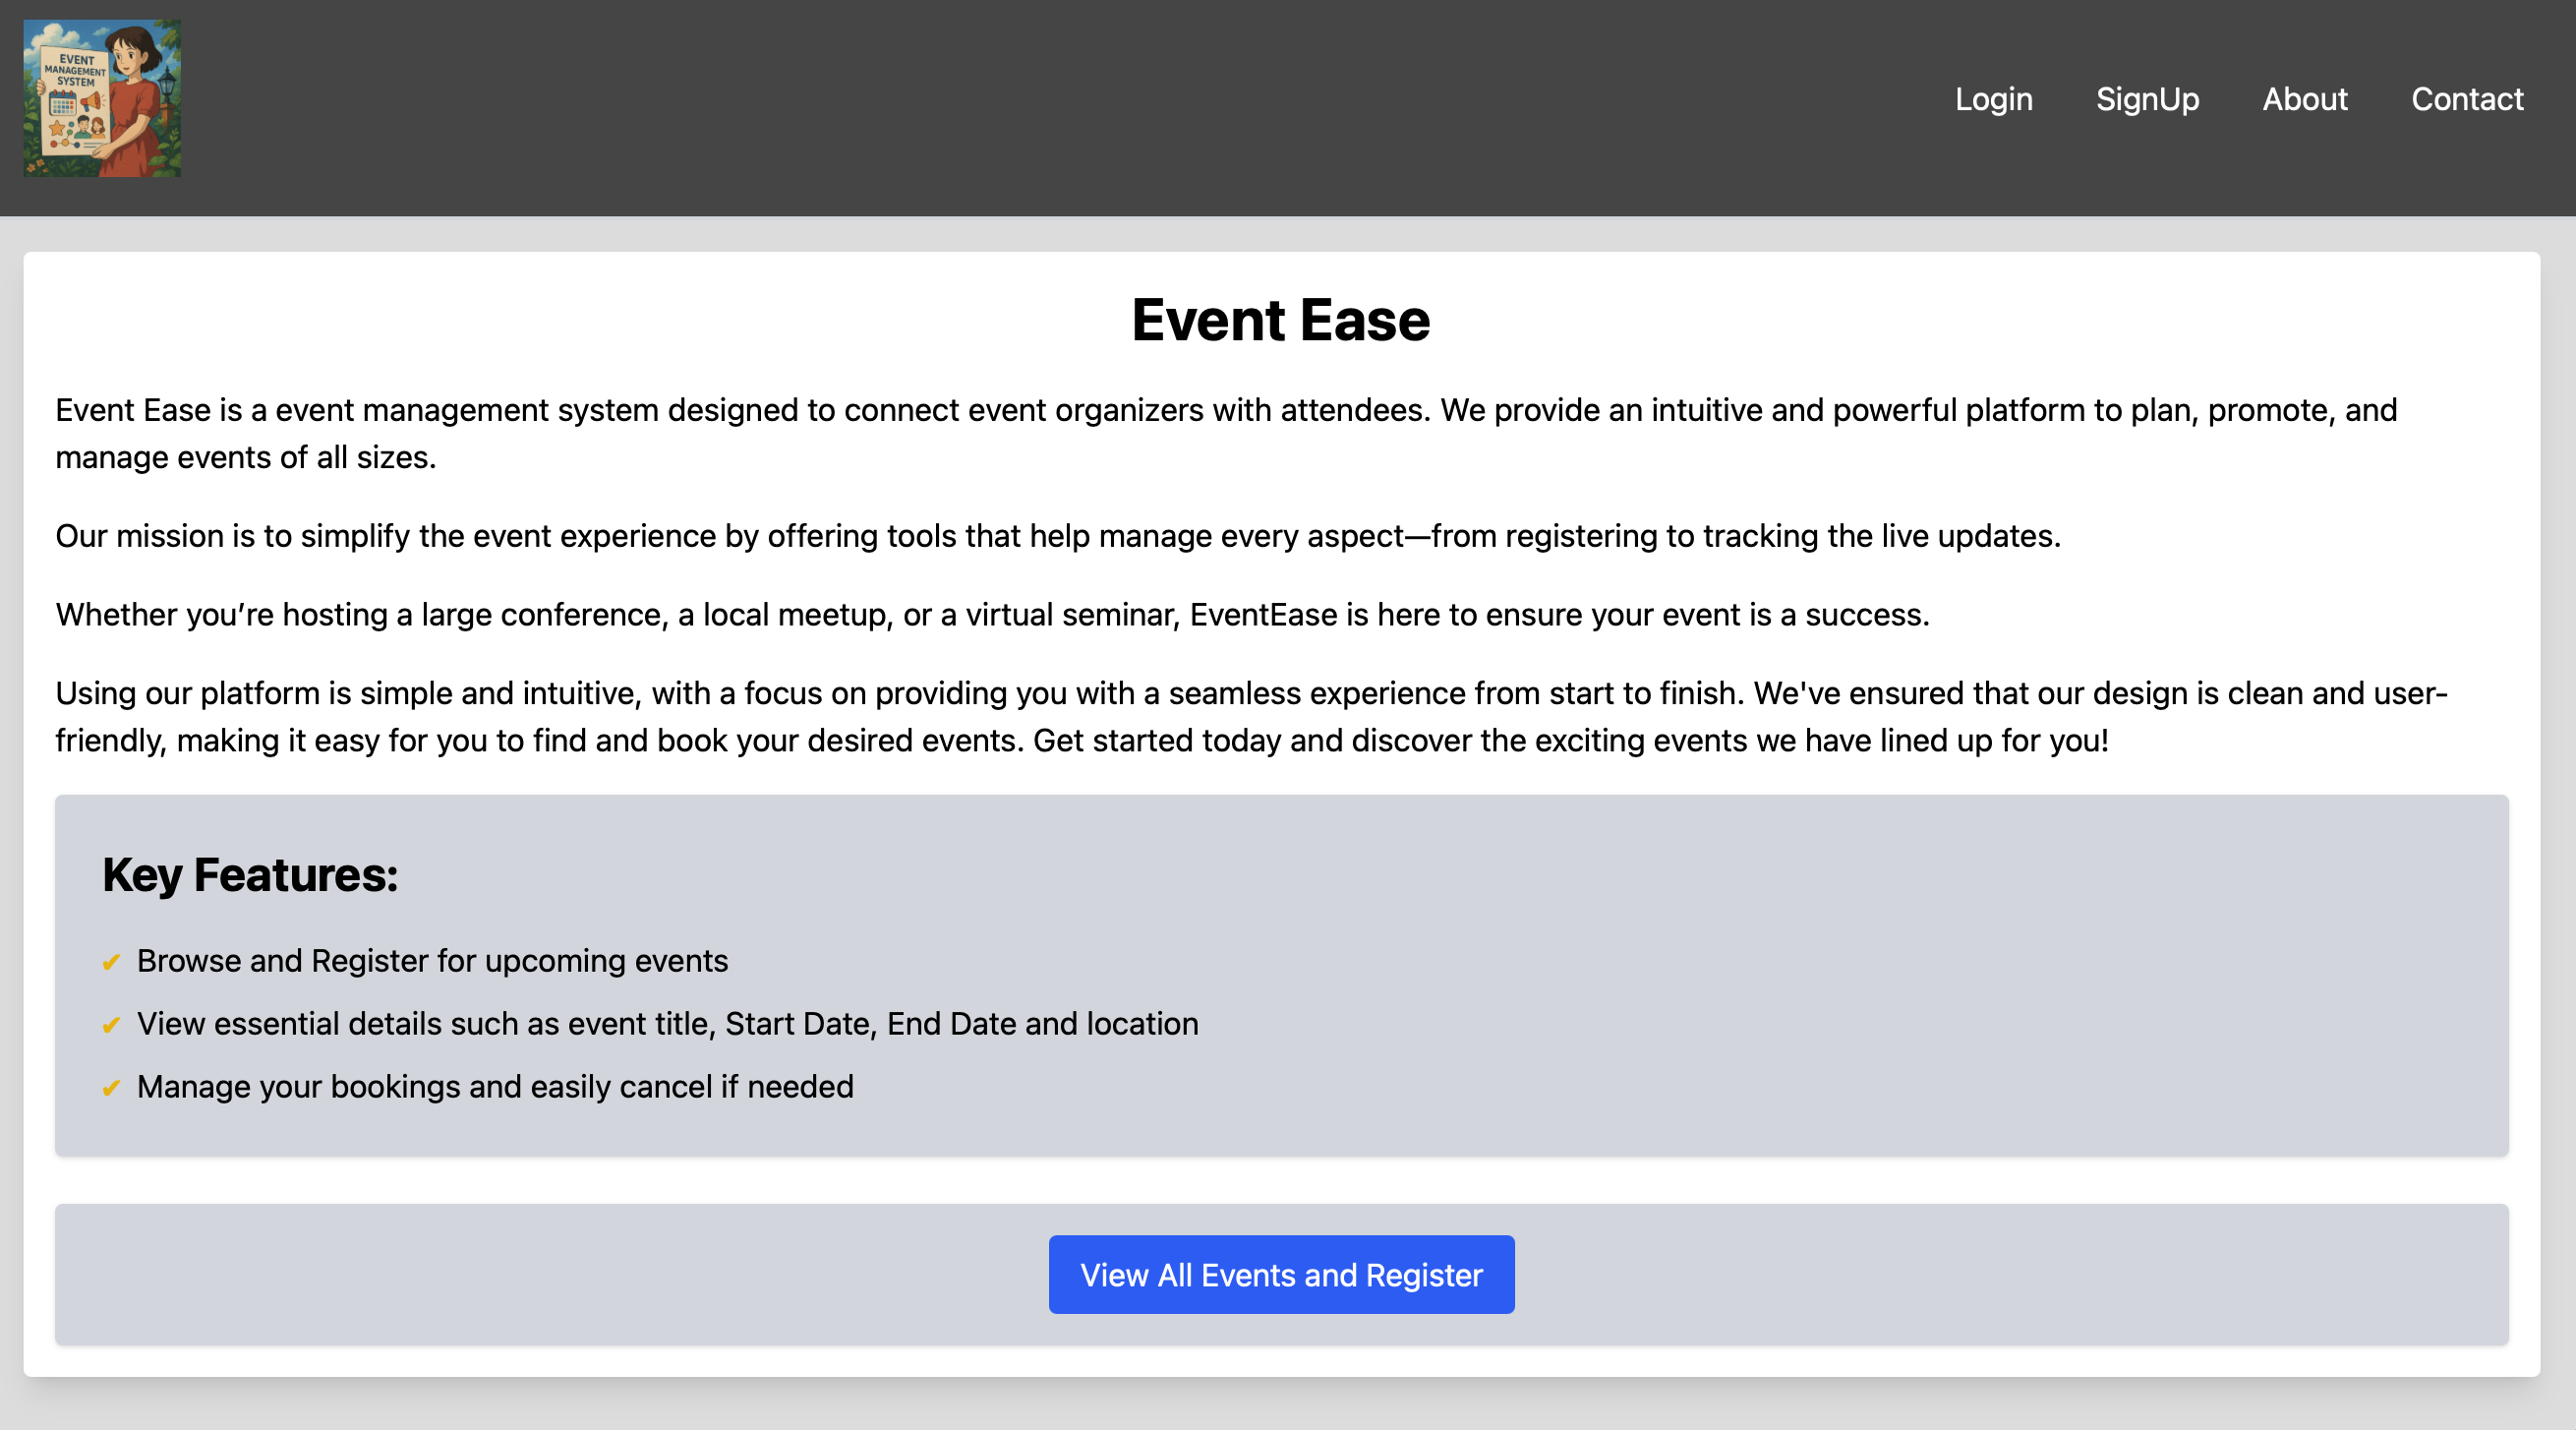 EVENT
MANAGEMENT
SYSTEM
Login SignUp About Contact
Event Ease
Event Ease is a event management system designed to connect event organizers with attendees. We provide an intuitive and powerful platform to plan, promote, and
manage events of all sizes.
Our mission is to simplify the event experience by offering tools that help manage every aspect—from registering to tracking the live updates.
Whether you’re hosting a large conference, a local meetup, or a virtual seminar, EventEase is here to ensure your event is a success.
Using our platform is simple and intuitive, with a focus on providing you with a seamless experience from start to finish. We've ensured that our design is clean and user-
friendly, making it easy for you to find and book your desired events. Get started today and discover the exciting events we have lined up for you!
Key Features:
✔ Browse and Register for upcoming events
✔ View essential details such as event title, Start Date, End Date and location
✔ Manage your bookings and easily cancel if needed
View All Events and Register